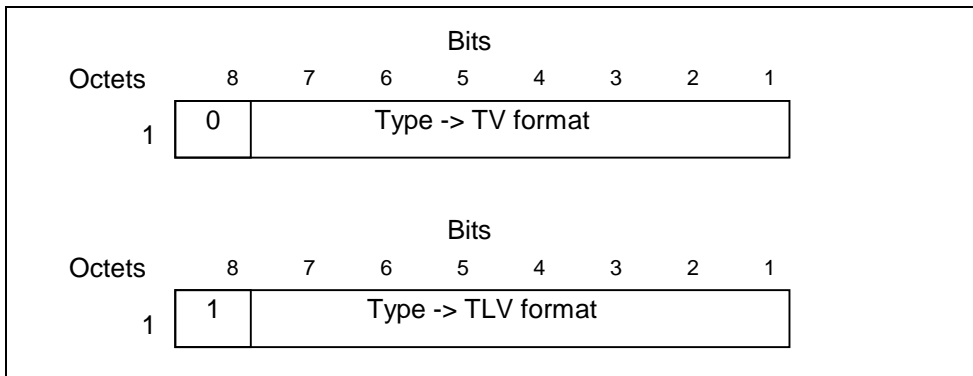 Bits
Octets 8 7 6 5 4 3 2 1
1 0 Type -> TV format
Bits
Octets 8 7 6 5 4 3 2 1
1 1 Type -> TLV format